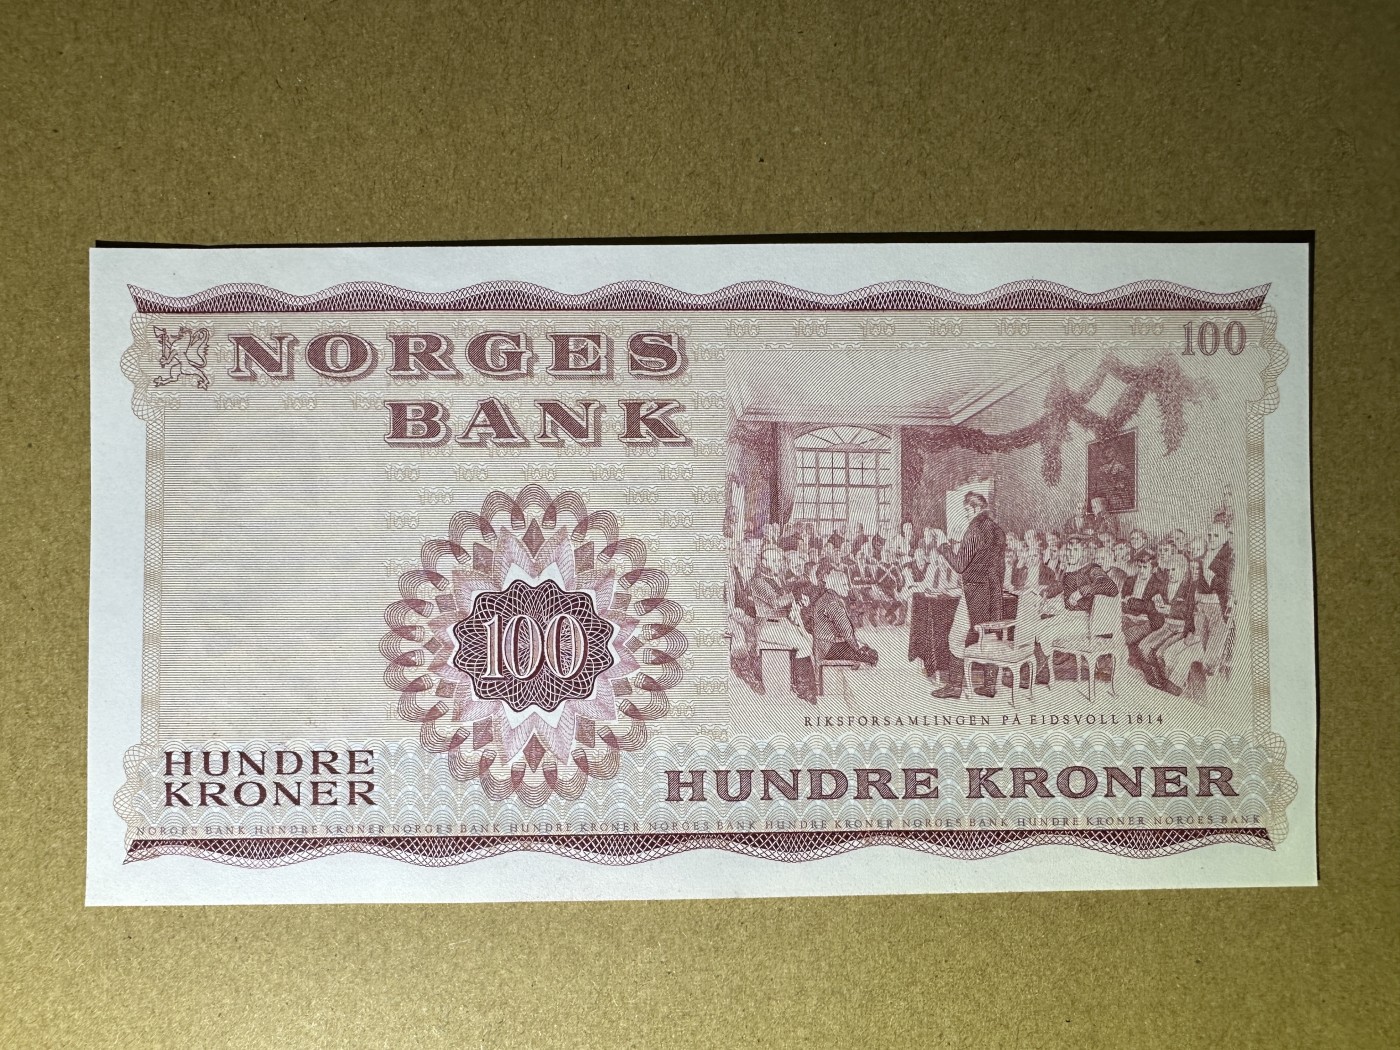 NORGES
BANK
100
100
RIKSFORSAMLINGEN PÅ EIDSVOLL 1814
HUNDRE
KRONER
HUNDRE KRONER
NORGES BANK HUNDRE KRONER NORGES BANK HUNDRE KRONER NORGES BANK HUNDRE KRONER NORGES BANK HUNDRE KRONER NORGES BANK